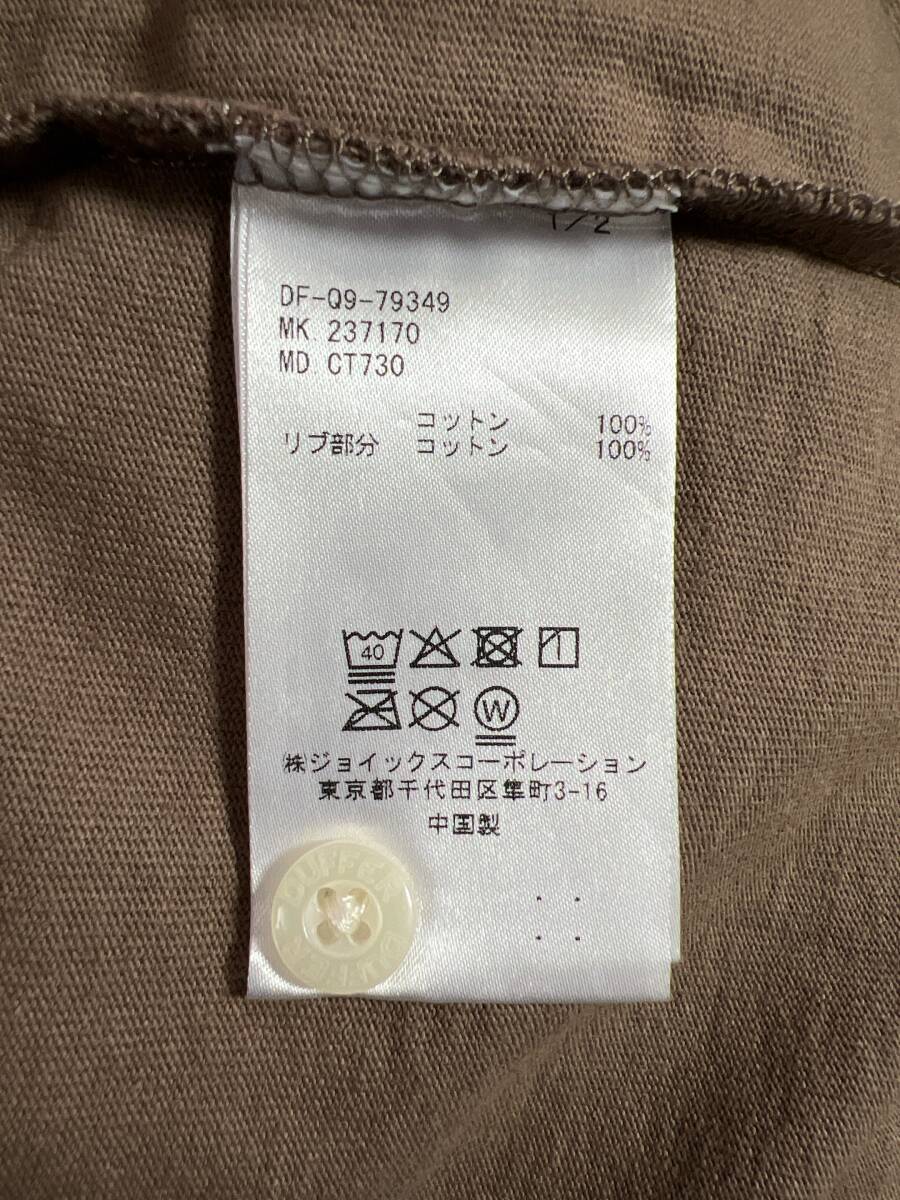 1/2
DF-Q9-79349
MK 237170
MD CT730
コットン 100%
リブ部分 コットン 100%
40
W
㈱ジョイックスコーポレーション
東京都千代田区隼町3-16
中国製
DUFFER